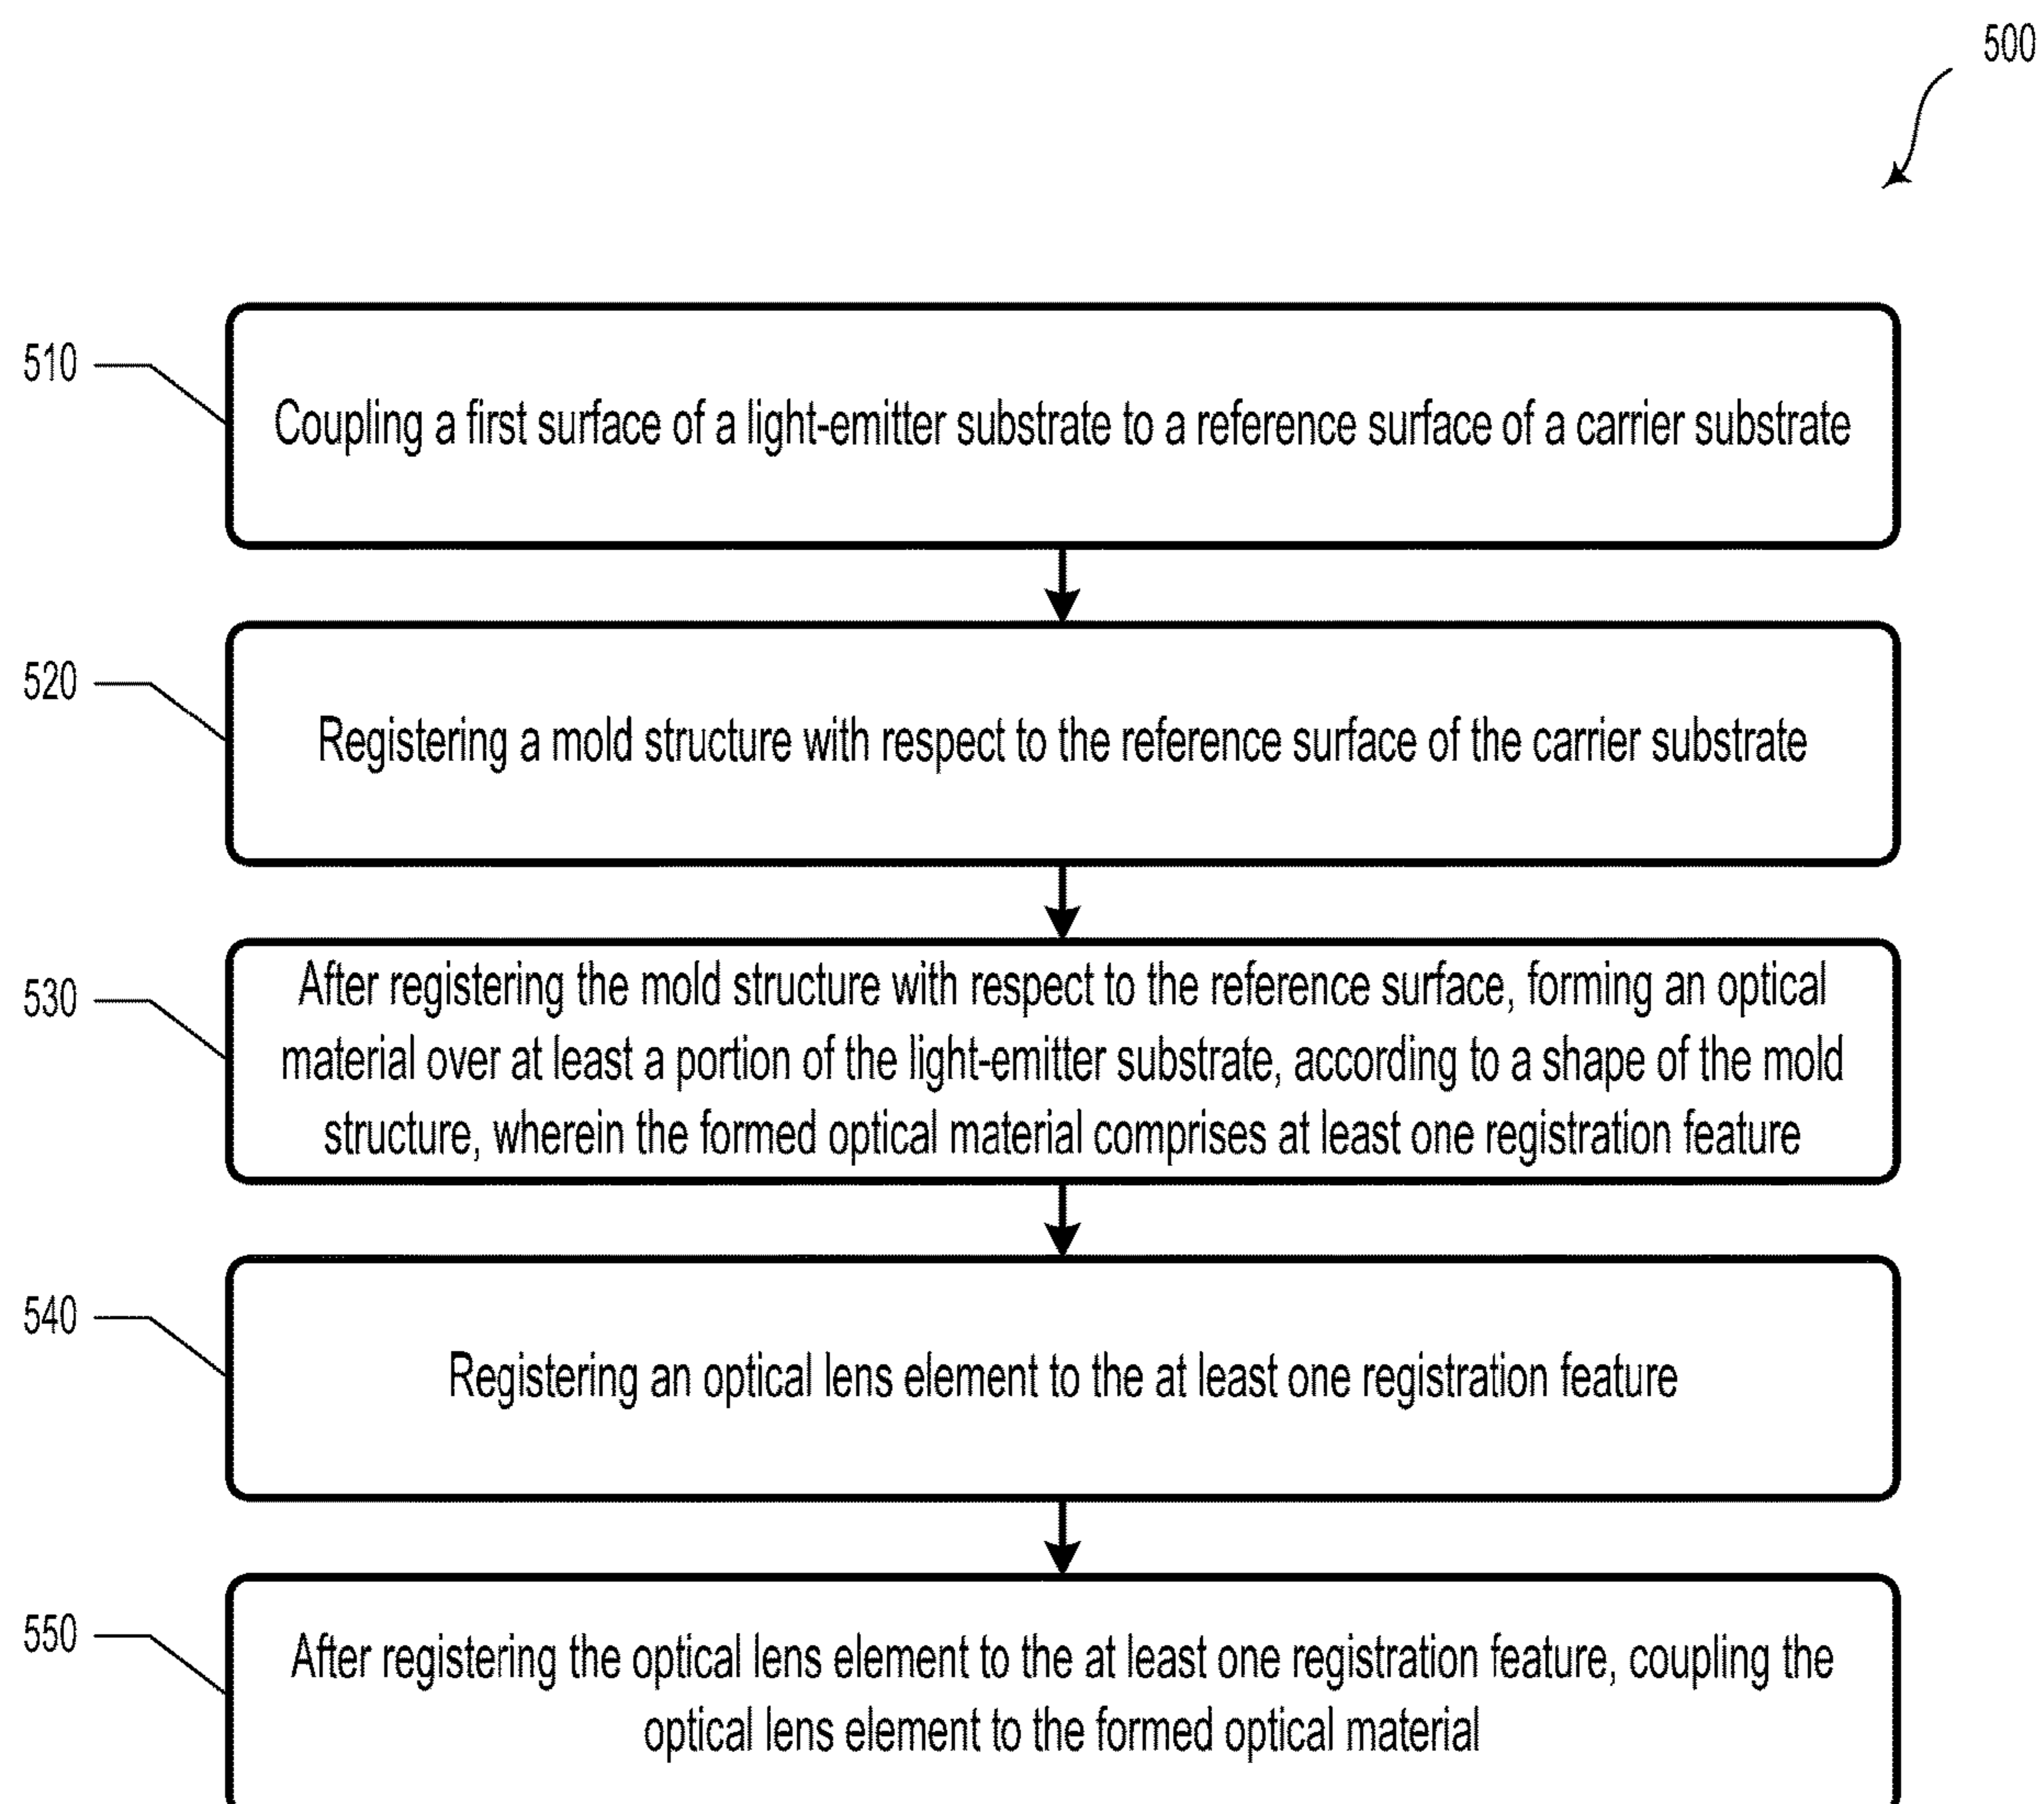 500
510
Coupling a first surface of a light-emitter substrate to a reference surface of a carrier substrate
520
Registering a mold structure with respect to the reference surface of the carrier substrate
530
After registering the mold structure with respect to the reference surface, forming an optical
material over at least a portion of the light-emitter substrate, according to a shape of the mold
structure, wherein the formed optical material comprises at least one registration feature
540
Registering an optical lens element to the at least one registration feature
550
After registering the optical lens element to the at least one registration feature, coupling the
optical lens element to the formed optical material